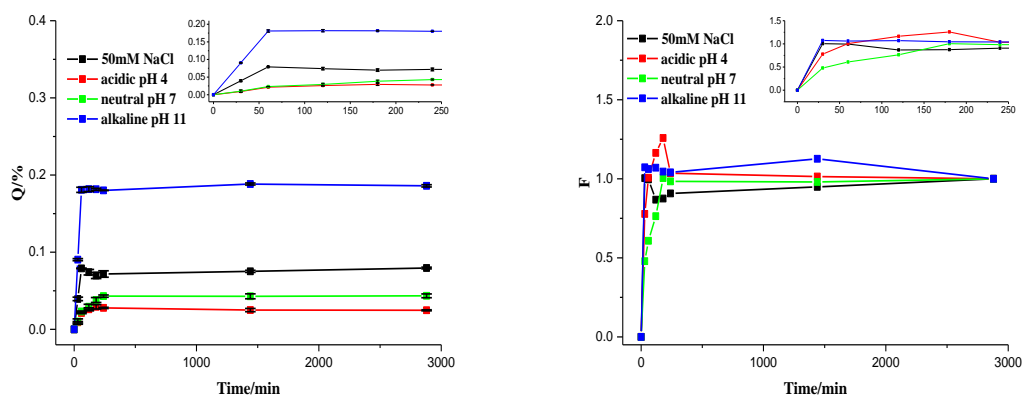 0.4
0.3
0.2
0.1
0.0
Q/%
50mM NaCl
acidic pH 4
neutral pH 7
alkaline pH 11
0.20
0.15
0.10
0.05
0.00
0 50 100 150 200 250
0 1000 2000 3000
Time/min
2.0
1.5
1.0
0.5
0.0
F
50mM NaCl
acidic pH 4
neutral pH 7
alkaline pH 11
1.5
1.0
0.5
0.0
0 50 100 150 200 250
0 1000 2000 3000
Time/min